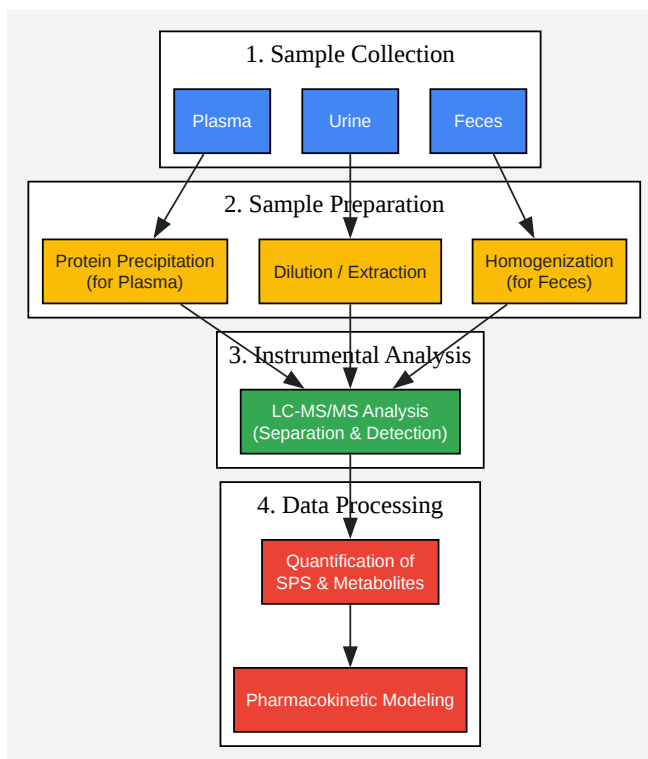 1. Sample Collection
Plasma
Urine
Feces
2. Sample Preparation
Protein Precipitation
(for Plasma)
Dilution / Extraction
Homogenization
(for Feces)
3. Instrumental Analysis
LC-MS/MS Analysis
(Separation & Detection)
4. Data Processing
Quantification of
SPS & Metabolites
Pharmacokinetic Modeling